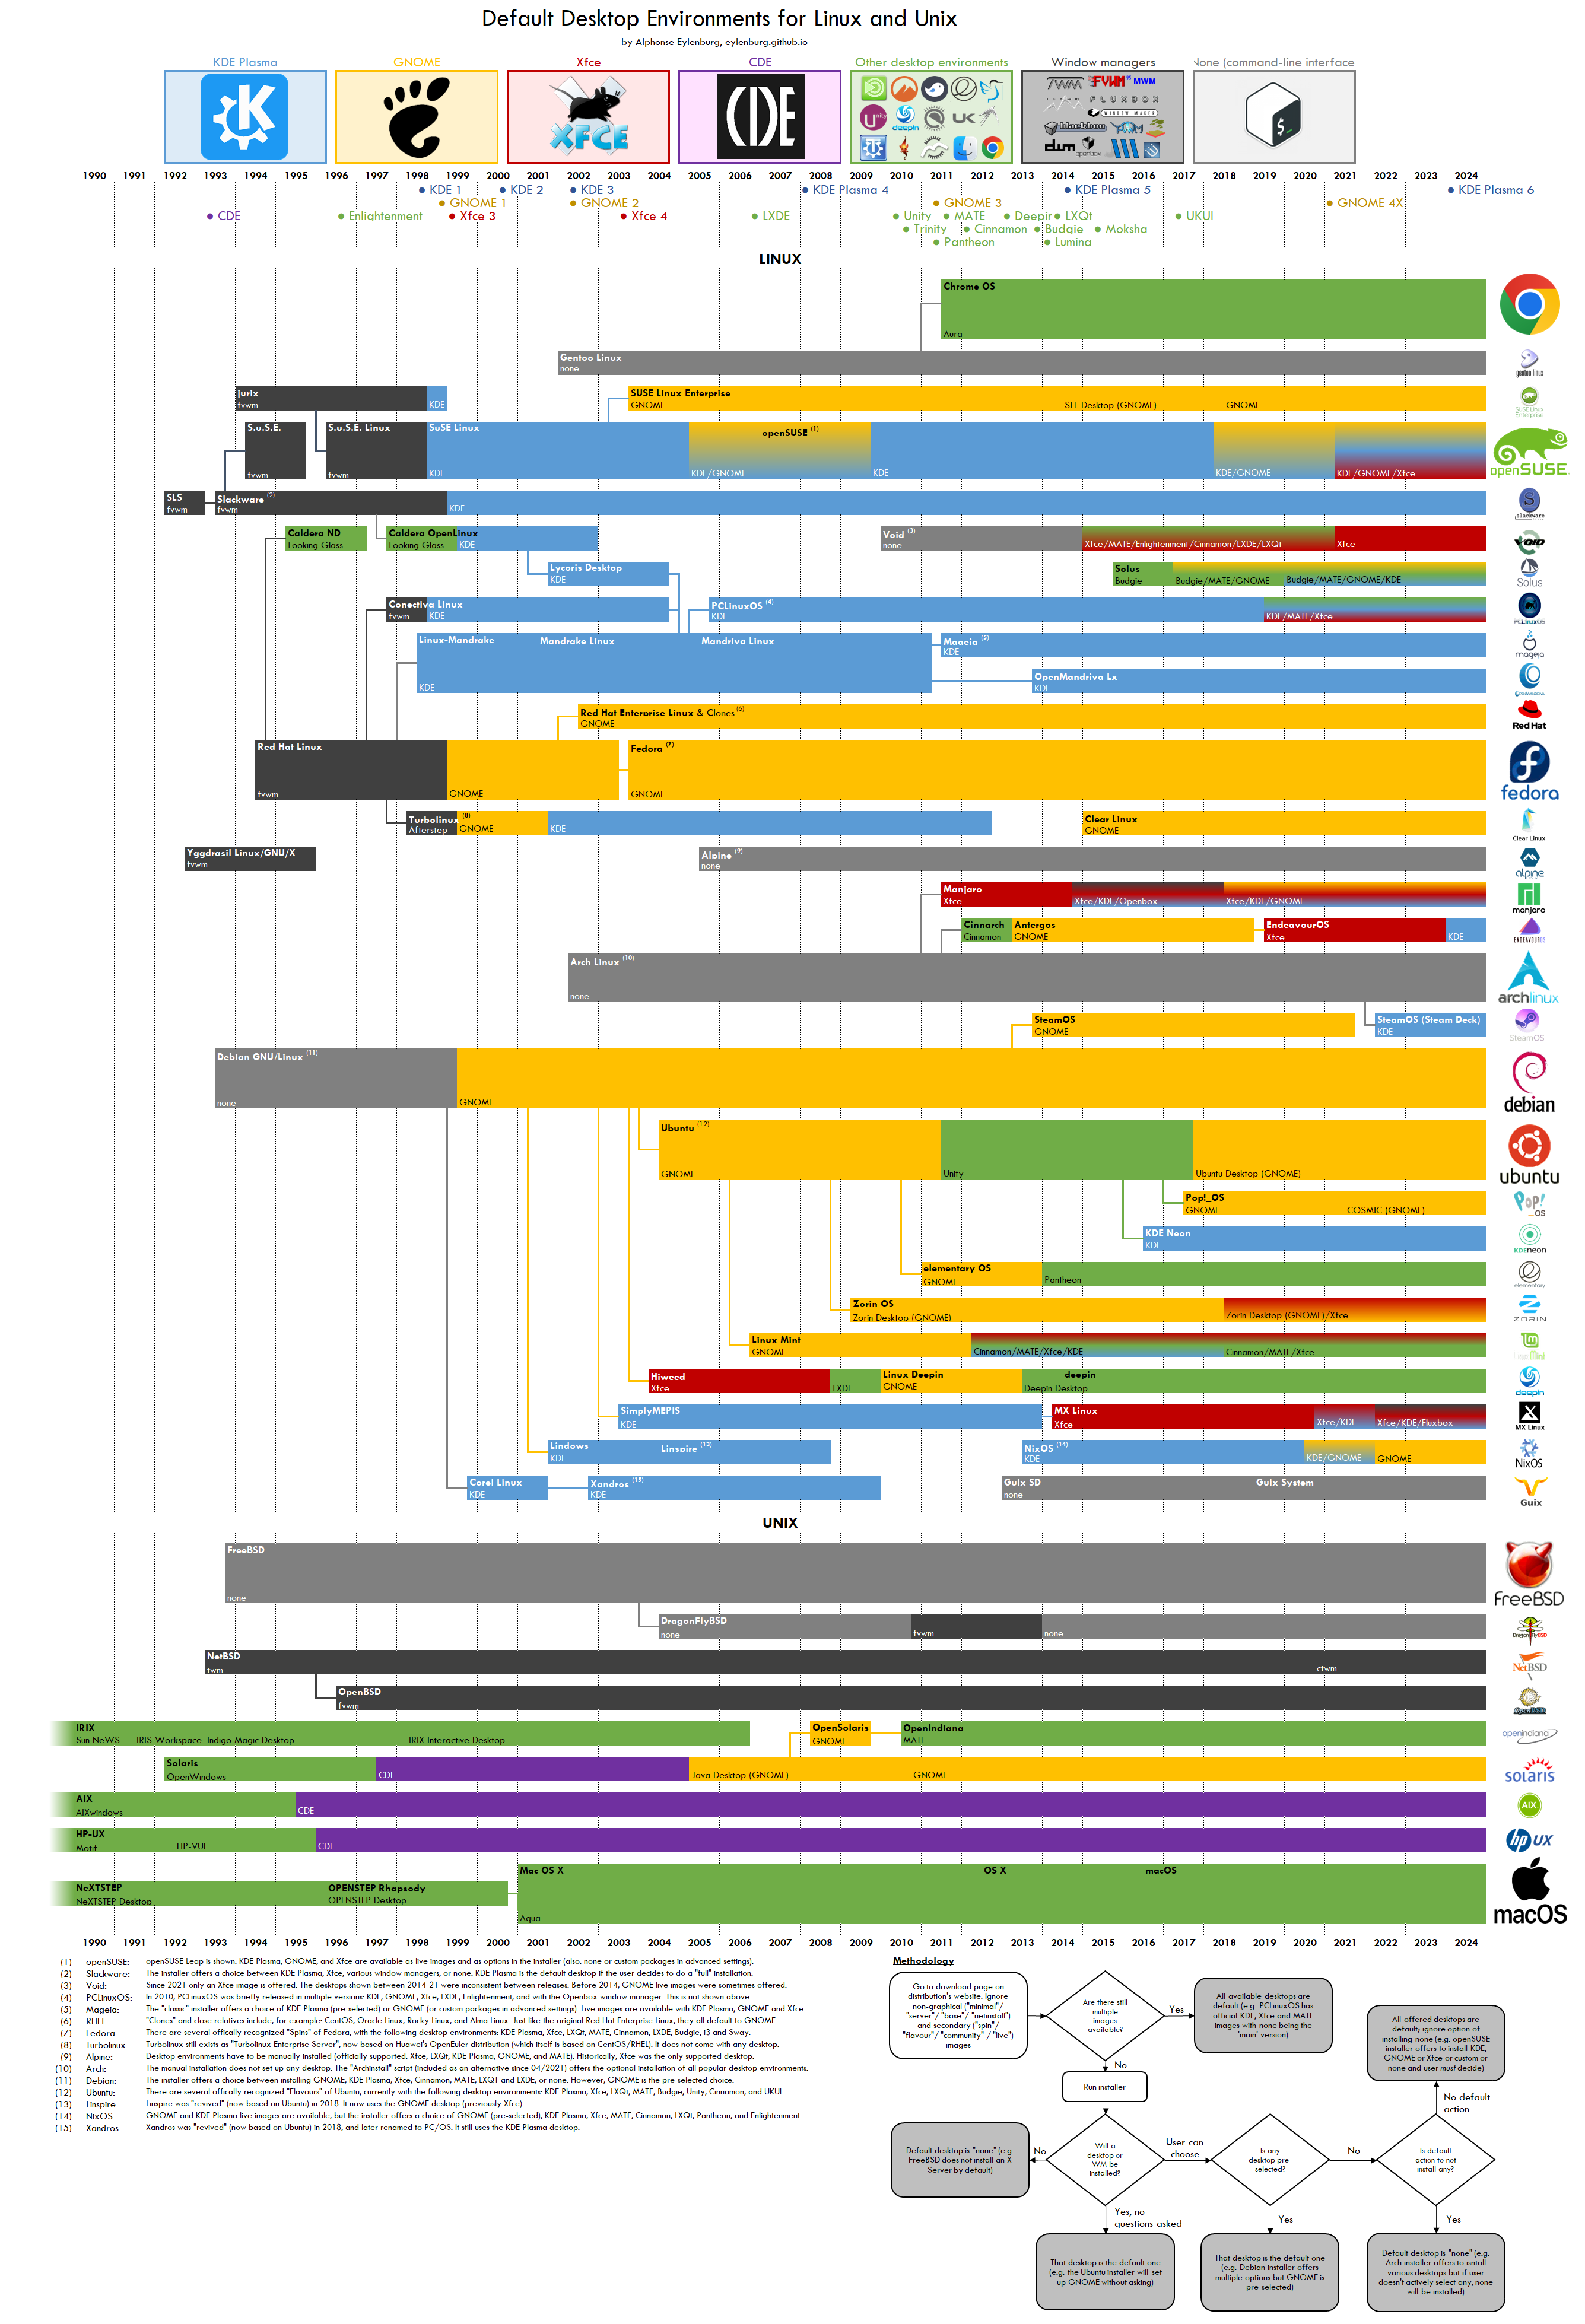 Default Desktop Environments for Linux and Unix
by Alphonse Eylenburg, eylenburg.github.io
KDE Plasma
GNOME
Xfce
CDE
Other desktop environments
Window managers
None (command-line interface
1990 1991 1992 1993 1994 1995 1996 1997 1998 1999 2000 2001 2002 2003 2004 2005 2006 2007 2008 2009 2010 2011 2012 2013 2014 2015 2016 2017 2018 2019 2020 2021 2022 2023 2024
KDE 1 KDE 2 KDE 3 KDE Plasma 4 KDE Plasma 5 KDE Plasma 6
GNOME 1 GNOME 2 GNOME 3 GNOME 4X
CDE Enlightenment Xfce 3 Xfce 4 LXDE Unity MATE Deepir LXQt UKUI
Trinity Cinnamon Budgie Moksha
Pantheon Lumina
LINUX
Chrome OS
Aura
Gentoo Linux
none
gentoo linux
jurix
fvwm KDE
SUSE Linux Enterprise
GNOME SLE Desktop (GNOME) GNOME
SUSE Linux Enterprise
S.u.S.E. S.u.S.E. Linux SuSE Linux openSUSE (1)
fvwm fvwm KDE KDE/GNOME KDE KDE/GNOME KDE/GNOME/Xfce
openSUSE
SLS Slackware (2)
fvwm fvwm KDE
slackware
Caldera ND Caldera OpenLinux
Looking Glass Looking Glass KDE
Void (3)
none Xfce/MATE/Enlightenment/Cinnamon/LXDE/LXQt Xfce
VOID
Lycoris Desktop
KDE
Solus
Budgie Budgie/MATE/GNOME Budgie/MATE/GNOME/KDE
Solus
Conectiva Linux
fvwm KDE
PCLinuxOS (4)
KDE KDE/MATE/Xfce
PCLinuxOS
Linux-Mandrake Mandrake Linux Mandriva Linux
KDE
Mageia (5)
KDE
mageia
OpenMandriva Lx
KDE
Red Hat Enterprise Linux & Clones (6)
GNOME
Red Hat
Red Hat Linux Fedora (7)
fvwm GNOME GNOME
fedora
Turbolinux (8)
Afterstep GNOME KDE
Clear Linux
GNOME
Clear Linux
Yggdrasil Linux/GNU/X
fvwm
Alpine (9)
none
alpine
Manjaro
Xfce Xfce/KDE/Openbox Xfce/KDE/GNOME
manjaro
Cinnarch Antergos EndeavourOS
Cinnamon GNOME Xfce KDE
ENDEAVOUROS
Arch Linux (10)
none
archlinux
SteamOS SteamOS (Steam Deck)
GNOME KDE
SteamOS
Debian GNU/Linux (11)
none GNOME
debian
Ubuntu (12)
GNOME Unity Ubuntu Desktop (GNOME)
ubuntu
Pop!_OS
GNOME COSMIC (GNOME)
Pop!_OS
KDE Neon
KDE
KDE neon
elementary OS
GNOME Pantheon
elementary
Zorin OS
Zorin Desktop (GNOME) Zorin Desktop (GNOME)/Xfce
ZORIN
Linux Mint
GNOME Cinnamon/MATE/Xfce/KDE Cinnamon/MATE/Xfce
Hiweed Linux Deepin deepin
Xfce LXDE GNOME Deepin Desktop
deepin
SimplyMEPIS MX Linux
KDE Xfce Xfce/KDE Xfce/KDE/Fluxbox
MX Linux
Lindows Linspire (13)
KDE
NixOS (14)
KDE KDE/GNOME GNOME
NixOS
Corel Linux Xandros (15)
KDE KDE
Guix SD Guix System
none
Guix
UNIX
FreeBSD
none
FreeBSD
DragonFlyBSD
none fvwm none
DragonFlyBSD
NetBSD
twm ctwm
NetBSD
OpenBSD
fvwm
OpenBSD
IRIX
Sun NeWS IRIS Workspace Indigo Magic Desktop IRIX Interactive Desktop
OpenSolaris OpenIndiana
GNOME MATE
openindiana
Solaris
OpenWindows CDE Java Desktop (GNOME) GNOME
solaris
AIX
AIXwindows CDE
AIX
HP-UX
Motif HP-VUE CDE
hp UX
Mac OS X OS X macOS
Aqua
NeXTSTEP OPENSTEP Rhapsody
NeXTSTEP Desktop OPENSTEP Desktop
macOS
1990 1991 1992 1993 1994 1995 1996 1997 1998 1999 2000 2001 2002 2003 2004 2005 2006 2007 2008 2009 2010 2011 2012 2013 2014 2015 2016 2017 2018 2019 2020 2021 2022 2023 2024
(1) openSUSE: openSUSE Leap is shown. KDE Plasma, GNOME, and Xfce are available as live images and as options in the installer (also: none or custom packages in advanced settings).
(2) Slackware: The installer offers a choice between KDE Plasma, Xfce, various window managers, or none. KDE Plasma is the default desktop if the user decides to do a "full" installation.
(3) Void: Since 2021 only an Xfce image is offered. The desktops shown between 2014-21 were inconsistent between releases. Before 2014, GNOME live images were sometimes offered.
(4) PCLinuxOS: In 2010, PCLinuxOS was briefly released in multiple versions: KDE, GNOME, Xfce, LXDE, Enlightenment, and with the Openbox window manager. This is not shown above.
(5) Mageia: The "classic" installer offers a choice of KDE Plasma (pre-selected) or GNOME (or custom packages in advanced settings). Live images are available with KDE Plasma, GNOME and Xfce.
(6) RHEL: "Clones" and close relatives include, for example: CentOS, Oracle Linux, Rocky Linux, and Alma Linux. Just like the original Red Hat Enterprise Linux, they all default to GNOME.
(7) Fedora: There are several offically recognized "Spins" of Fedora, with the following desktop environments: KDE Plasma, Xfce, LXQt, MATE, Cinnamon, LXDE, Budgie, i3 and Sway.
(8) Turbolinux: Turbolinux still exists as "Turbolinux Enterprise Server", now based on Huawei's OpenEuler distribution (which itself is based on CentOS/RHEL). It does not come with any desktop.
(9) Alpine: Desktop environments have to be manually installed (officially supported: Xfce, LXQt, KDE Plasma, GNOME, and MATE). Historically, Xfce was the only supported desktop.
(10) Arch: The manual installation does not set up any desktop. The "Archinstall" script (included as an alternative since 04/2021) offers the optional installation of all popular desktop environments.
(11) Debian: The installer offers a choice between installing GNOME, KDE Plasma, Xfce, Cinnamon, MATE, LXQT and LXDE, or none. However, GNOME is the pre-selected choice.
(12) Ubuntu: There are several offically recognized "Flavours" of Ubuntu, currently with the following desktop environments: KDE Plasma, Xfce, LXQt, MATE, Budgie, Unity, Cinnamon, and UKUI.
(13) Linspire: Linspire was "revived" (now based on Ubuntu) in 2018. It now uses the GNOME desktop (previously Xfce).
(14) NixOS: GNOME and KDE Plasma live images are available, but the installer offers a choice of GNOME (pre-selected), KDE Plasma, Xfce, MATE, Cinnamon, LXQt, Pantheon, and Enlightenment.
(15) Xandros: Xandros was "revived" (now based on Ubuntu) in 2018, and later renamed to PC/OS. It still uses the KDE Plasma desktop.
Methodology
Go to download page on
distribution's website. Ignore
non-graphical ("minimal"/
"server"/ "base"/ "netinstall")
and secondary ("spin"/
"flavour"/ "community" / "live")
images
Are there still
multiple
images
available?
Yes
All available desktops are
default (e.g. PCLinuxOS has
official KDE, Xfce and MATE
images with none being the
'main' version)
No
Run installer
Will a
desktop or
WM be
installed?
No
Default desktop is "none" (e.g.
FreeBSD does not install an X
Server by default)
User can
choose
Is any
desktop pre-
selected?
No
Is default
action to not
install any?
No default
action
All offered desktops are
default; ignore option of
installing none (e.g. openSUSE
installer offers to install KDE,
GNOME or Xfce or custom or
none and user must decide)
Yes, no
questions asked
That desktop is the default one
(e.g. the Ubuntu installer will set
up GNOME without asking)
Yes
That desktop is the default one
(e.g. Debian installer offers
multiple options but GNOME is
pre-selected)
Yes
Default desktop is "none" (e.g.
Arch installer offers to isntall
various desktops but if user
doesn't actively select any, none
will be installed)